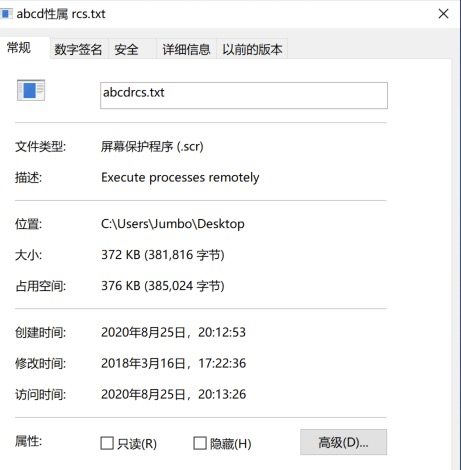 abcd性属 rcs.txt
常规 数字签名 安全 详细信息 以前的版本
abcdrcs.txt
文件类型: 屏幕保护程序 (.scr)
描述: Execute processes remotely
位置: C:\Users\Jumbo\Desktop
大小: 372 KB (381,816 字节)
占用空间: 376 KB (385,024 字节)
创建时间: 2020年8月25日，20:12:53
修改时间: 2018年3月16日，17:22:36
访问时间: 2020年8月25日，20:13:26
属性: 只读(R) 隐藏(H) 高级(D)...